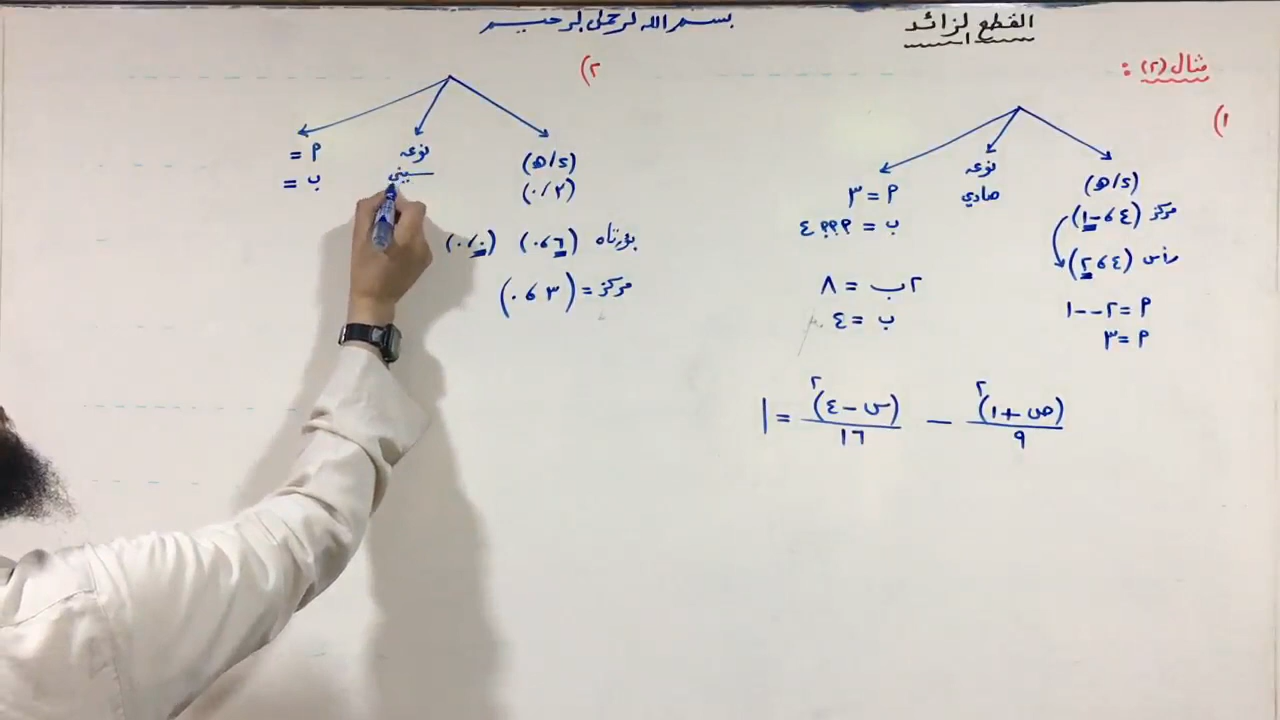 القطع الزائد
بسم الله الرحمن الرحيم
مثال (٢) :
١)
(د/هـ)
نوعه
صادي
مركز (٤، -١)
رأس (٤، ٢)
أ = ٢ - -١
أ = ٣
أ = ٣
ب = ؟؟؟ ٤
٢ب = ٨
ب = ٤
(ص + ١)^٢ / ٩ - (س - ٤)^٢ / ١٦ = ١
٢)
(د/هـ)
(٣/٠)
نوعه
سيني
أ =
ب =
بؤرتاه (٦، ٠) (٠، ٠)
مركز = (٣، ٠)